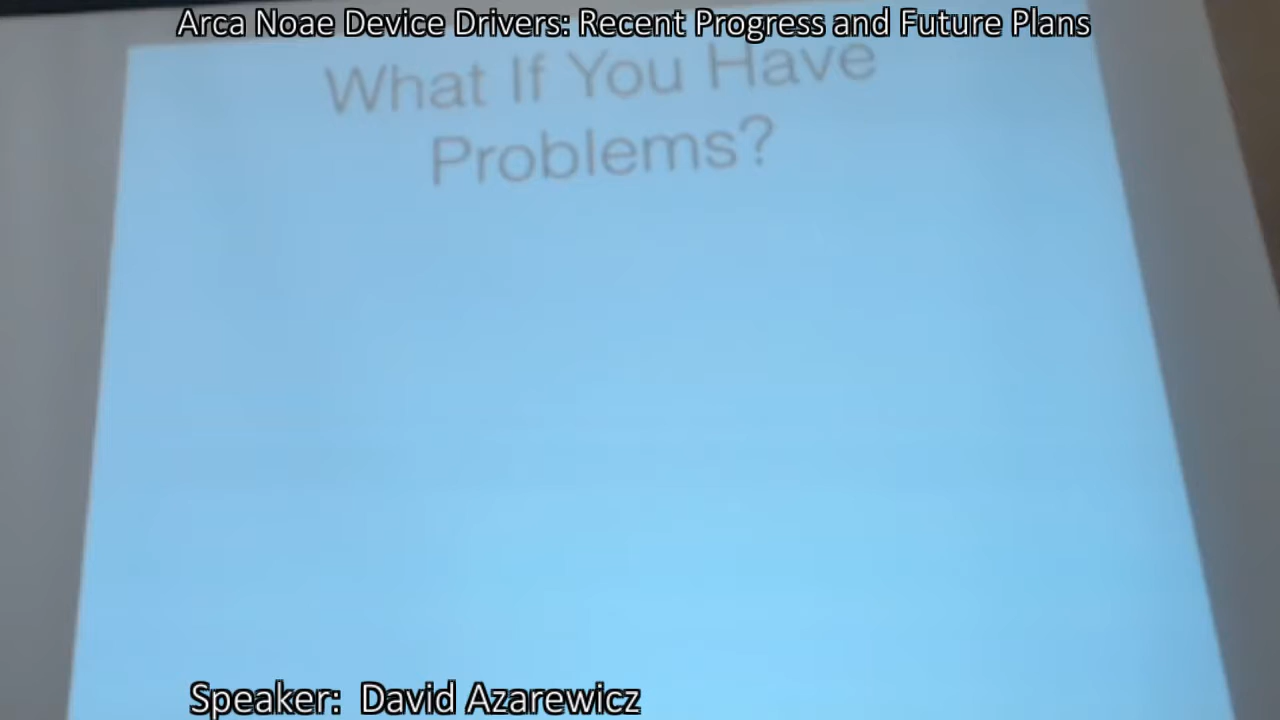 Arca Noae Device Drivers: Recent Progress and Future Plans
What If You Have
Problems?
Speaker: David Azarewicz